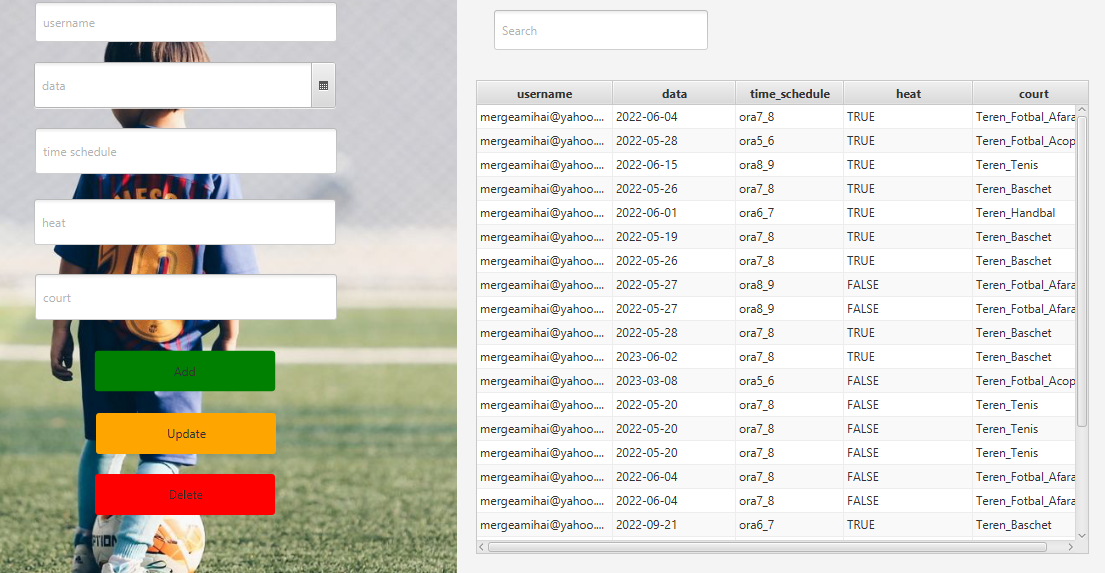 username
data
time schedule
heat
court
Add
Update
Delete
Search
username data time_schedule heat court
mergeamihai@yahoo.... 2022-06-04 ora7_8 TRUE Teren_Fotbal_Afara
mergeamihai@yahoo.... 2022-05-28 ora5_6 TRUE Teren_Fotbal_Acop
mergeamihai@yahoo.... 2022-06-15 ora8_9 TRUE Teren_Tenis
mergeamihai@yahoo.... 2022-05-26 ora7_8 TRUE Teren_Baschet
mergeamihai@yahoo.... 2022-06-01 ora6_7 TRUE Teren_Handbal
mergeamihai@yahoo.... 2022-05-19 ora7_8 TRUE Teren_Baschet
mergeamihai@yahoo.... 2022-05-26 ora7_8 TRUE Teren_Baschet
mergeamihai@yahoo.... 2022-05-27 ora8_9 FALSE Teren_Fotbal_Afara
mergeamihai@yahoo.... 2022-05-27 ora8_9 FALSE Teren_Fotbal_Afara
mergeamihai@yahoo.... 2022-05-28 ora7_8 TRUE Teren_Baschet
mergeamihai@yahoo.... 2023-06-02 ora7_8 TRUE Teren_Baschet
mergeamihai@yahoo.... 2023-03-08 ora5_6 FALSE Teren_Fotbal_Acop
mergeamihai@yahoo.... 2022-05-20 ora7_8 FALSE Teren_Tenis
mergeamihai@yahoo.... 2022-05-20 ora7_8 FALSE Teren_Tenis
mergeamihai@yahoo.... 2022-05-20 ora7_8 FALSE Teren_Tenis
mergeamihai@yahoo.... 2022-06-04 ora7_8 FALSE Teren_Fotbal_Afara
mergeamihai@yahoo.... 2022-06-04 ora7_8 FALSE Teren_Fotbal_Afara
mergeamihai@yahoo.... 2022-09-21 ora6_7 TRUE Teren_Baschet